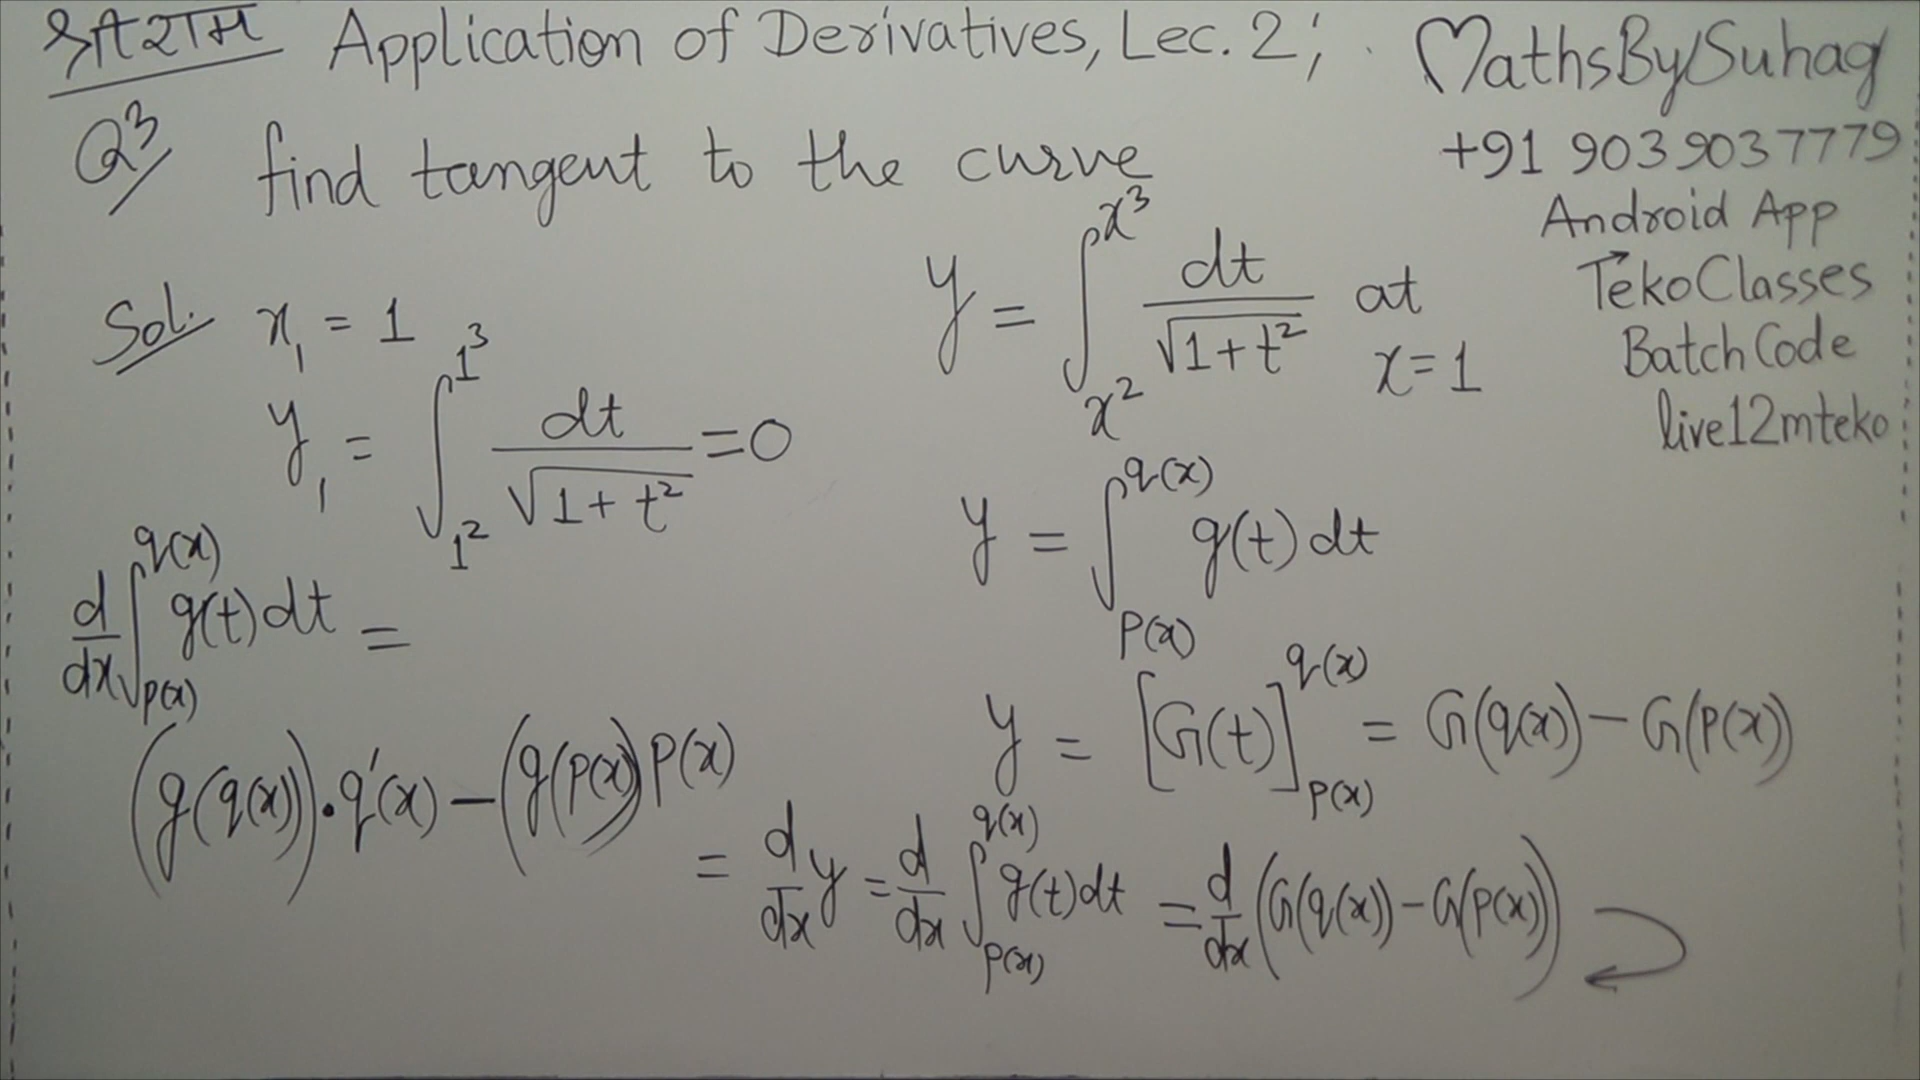 श्री राम Application of Derivatives, Lec. 2;
MathsBySuhag
+91 9039037779
Android App
TekoClasses
Batch Code
live12mteko
Q3 find tangent to the curve
y = ∫_{x²}^{x³} dt/√(1+t²) at x=1
Sol. x₁ = 1
y₁ = ∫_{1²}^{1³} dt/√(1+t²) = 0
y = ∫_{p(x)}^{q(x)} g(t) dt
y = [G(t)]_{p(x)}^{q(x)} = G(q(x)) - G(p(x))
d/dx ∫_{p(x)}^{q(x)} g(t) dt =
(g(q(x))) · q'(x) - (g(p(x)) p(x)
= d/dx y = d/dx ∫_{p(x)}^{q(x)} g(t) dt = d/dx (G(q(x)) - G(p(x)))